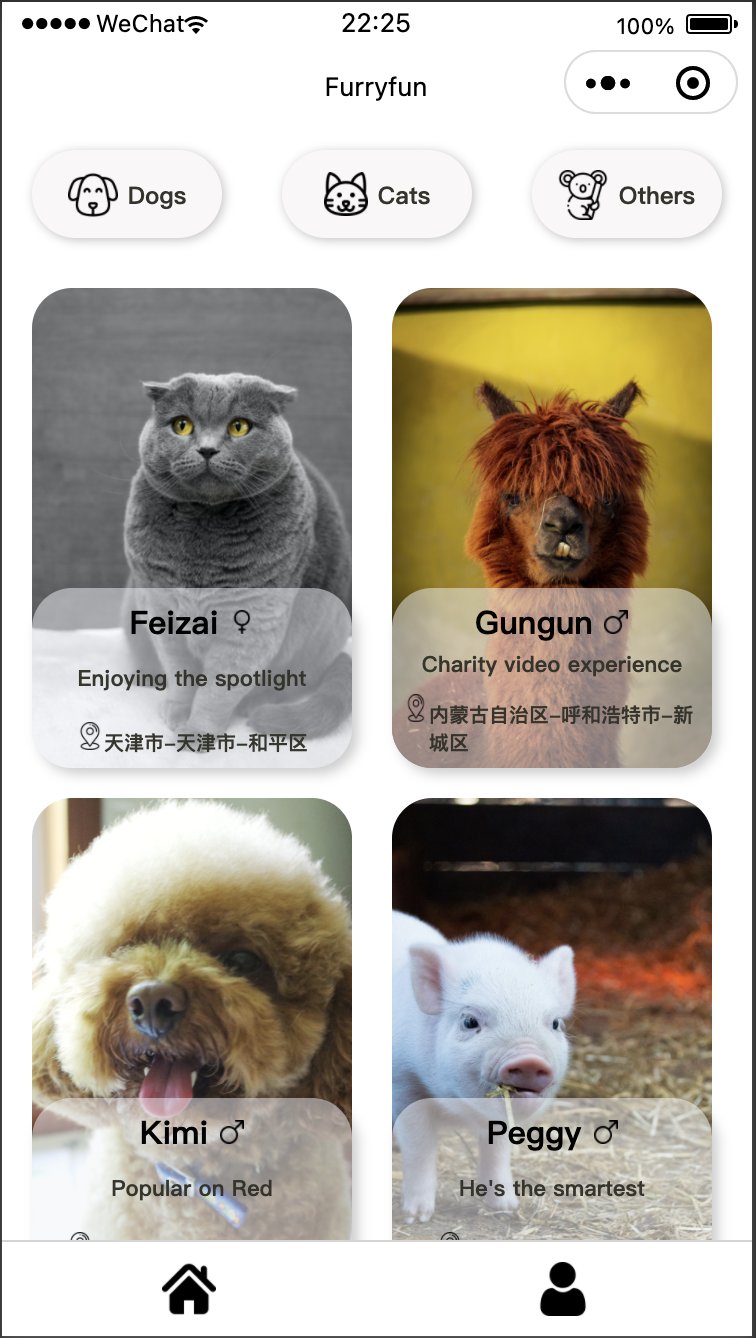 WeChat 22:25 100%
Furryfun
Dogs Cats Others
Feizai ♀
Enjoying the spotlight
天津市-天津市-和平区
Gungun ♂
Charity video experience
内蒙古自治区-呼和浩特市-新
城区
Kimi ♂
Popular on Red
Peggy ♂
He's the smartest